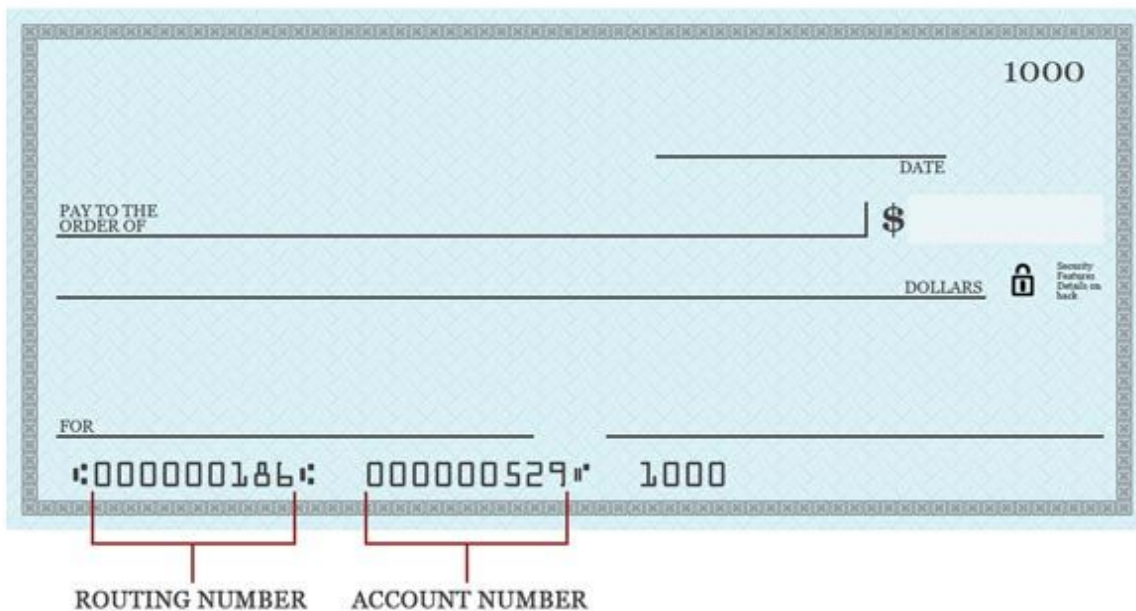 1000
DATE
PAY TO THE
ORDER OF
$
DOLLARS
Security
Features
Details on
back
FOR
⑆000000186⑆ 000000529⑈ 1000
ROUTING NUMBER ACCOUNT NUMBER